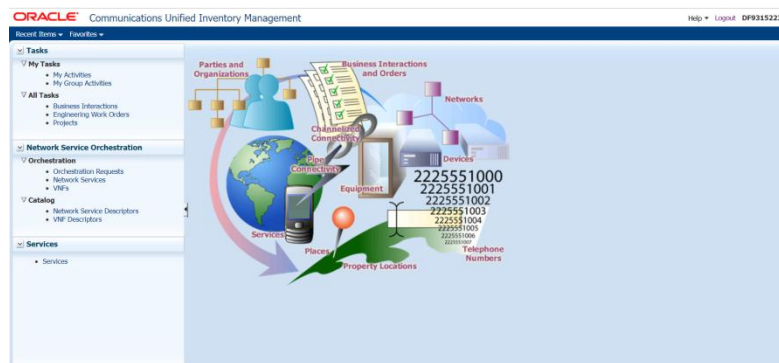 ORACLE® Communications Unified Inventory Management
Help Logout DF931522
Recent Items Favorites
Tasks
My Tasks
My Activities
My Group Activities
All Tasks
Business Interactions
Engineering Work Orders
Projects
Network Service Orchestration
Orchestration
Orchestration Requests
Network Services
VNFs
Catalog
Network Service Descriptors
VNF Descriptors
Services
Services
Parties and
Organizations
Business Interactions
and Orders
Networks
Channelized
Connectivity
Pipe
Connectivity
Devices
Equipment
2225551000
2225551001
2225551002
2225551003
2225551004
2225551005
2225551006
2225551007
Services
Places
Property Locations
Telephone
Numbers